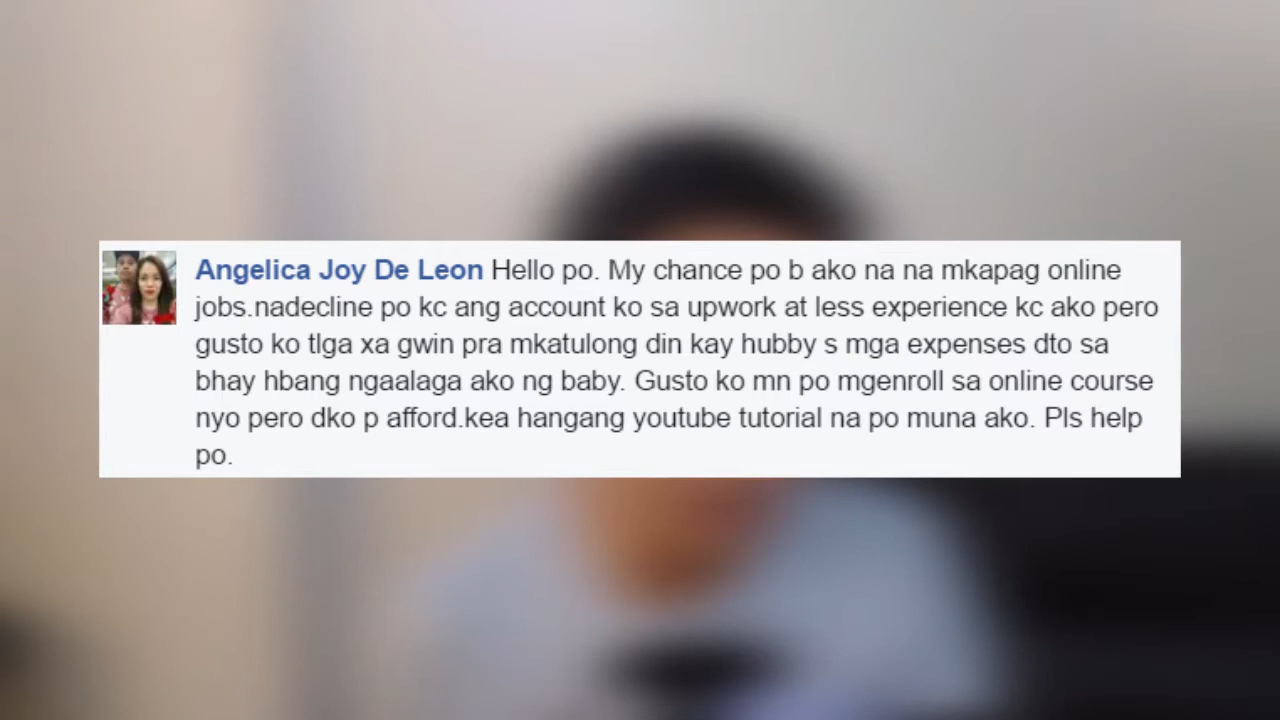 Angelica Joy De Leon Hello po. My chance po b ako na na mkapag online
jobs.nadecline po kc ang account ko sa upwork at less experience kc ako pero
gusto ko tlga xa gwin pra mkatulong din kay hubby s mga expenses dto sa
bhay hbang ngaalaga ako ng baby. Gusto ko mn po mgenroll sa online course
nyo pero dko p afford.kea hangang youtube tutorial na po muna ako. Pls help
po.